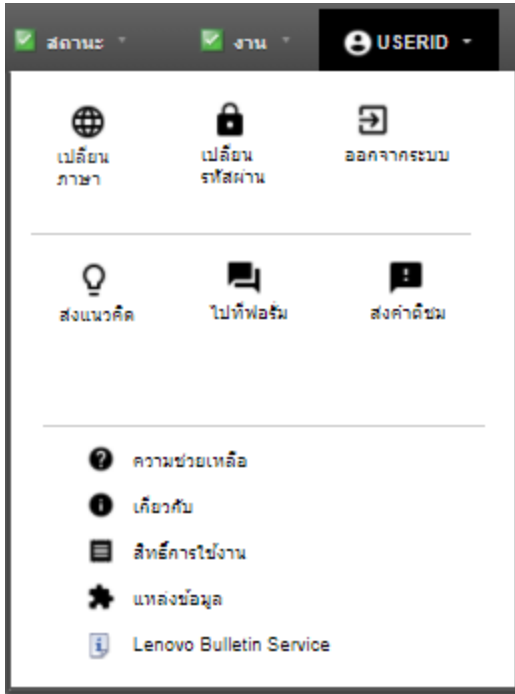 สถานะ งาน USERID
เปลี่ยน เปลี่ยน ออกจากระบบ
ภาษา รหัสผ่าน
ส่งแนวคิด ไปที่ฟอรั่ม ส่งคำติชม
ความช่วยเหลือ
เกี่ยวกับ
สิทธิ์การใช้งาน
แหล่งข้อมูล
Lenovo Bulletin Service